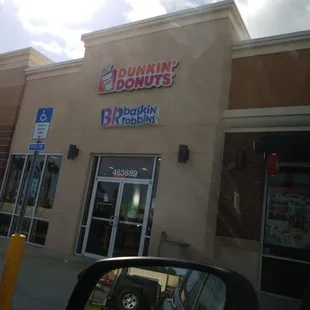 DUNKIN'
DONUTS
BR baskin
robbins
463889